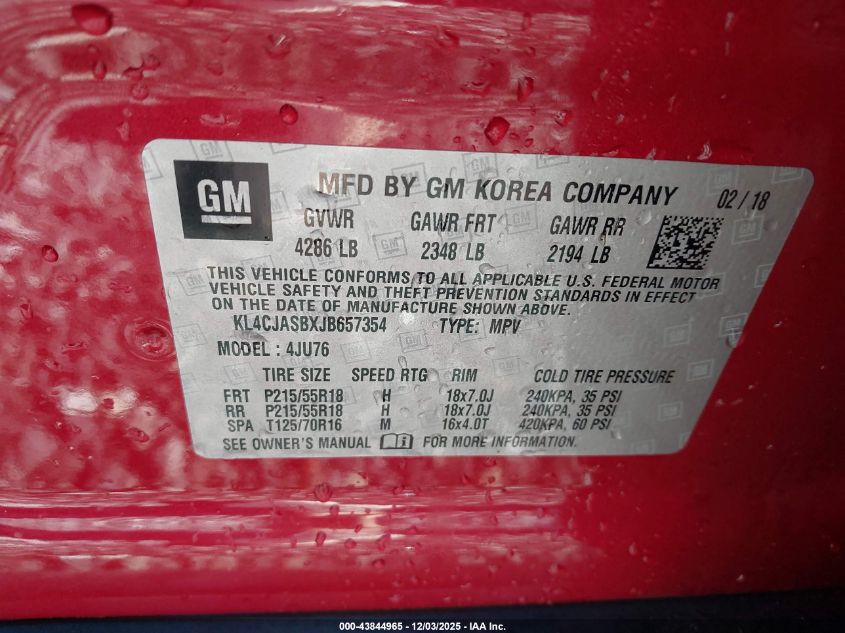 GM MFD BY GM KOREA COMPANY 02 / 18
GVWR GAWR FRT GAWR RR
4286 LB 2348 LB 2194 LB
THIS VEHICLE CONFORMS TO ALL APPLICABLE U.S. FEDERAL MOTOR
VEHICLE SAFETY AND THEFT PREVENTION STANDARDS IN EFFECT
ON THE DATE OF MANUFACTURE SHOWN ABOVE.
KL4CJASBXJB657354 TYPE: MPV
MODEL : 4JU76
TIRE SIZE SPEED RTG RIM COLD TIRE PRESSURE
FRT P215/55R18 H 18x7.0J 240KPA, 35 PSI
RR P215/55R18 H 18x7.0J 240KPA, 35 PSI
SPA T125/70R16 M 16x4.0T 420KPA, 60 PSI
SEE OWNER'S MANUAL FOR MORE INFORMATION.
000-43844965 - 12/03/2025 - IAA Inc.